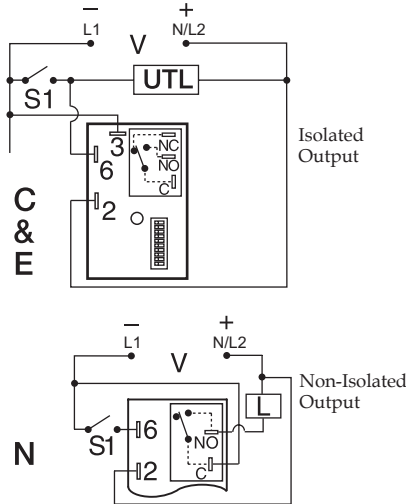 − +
L1 V N/L2
S1 UTL
Isolated
Output
3
NC
6
NO
2
C
C
&
E
− +
L1 V N/L2
Non-Isolated
Output
L
S1 6
NO
N
2
C